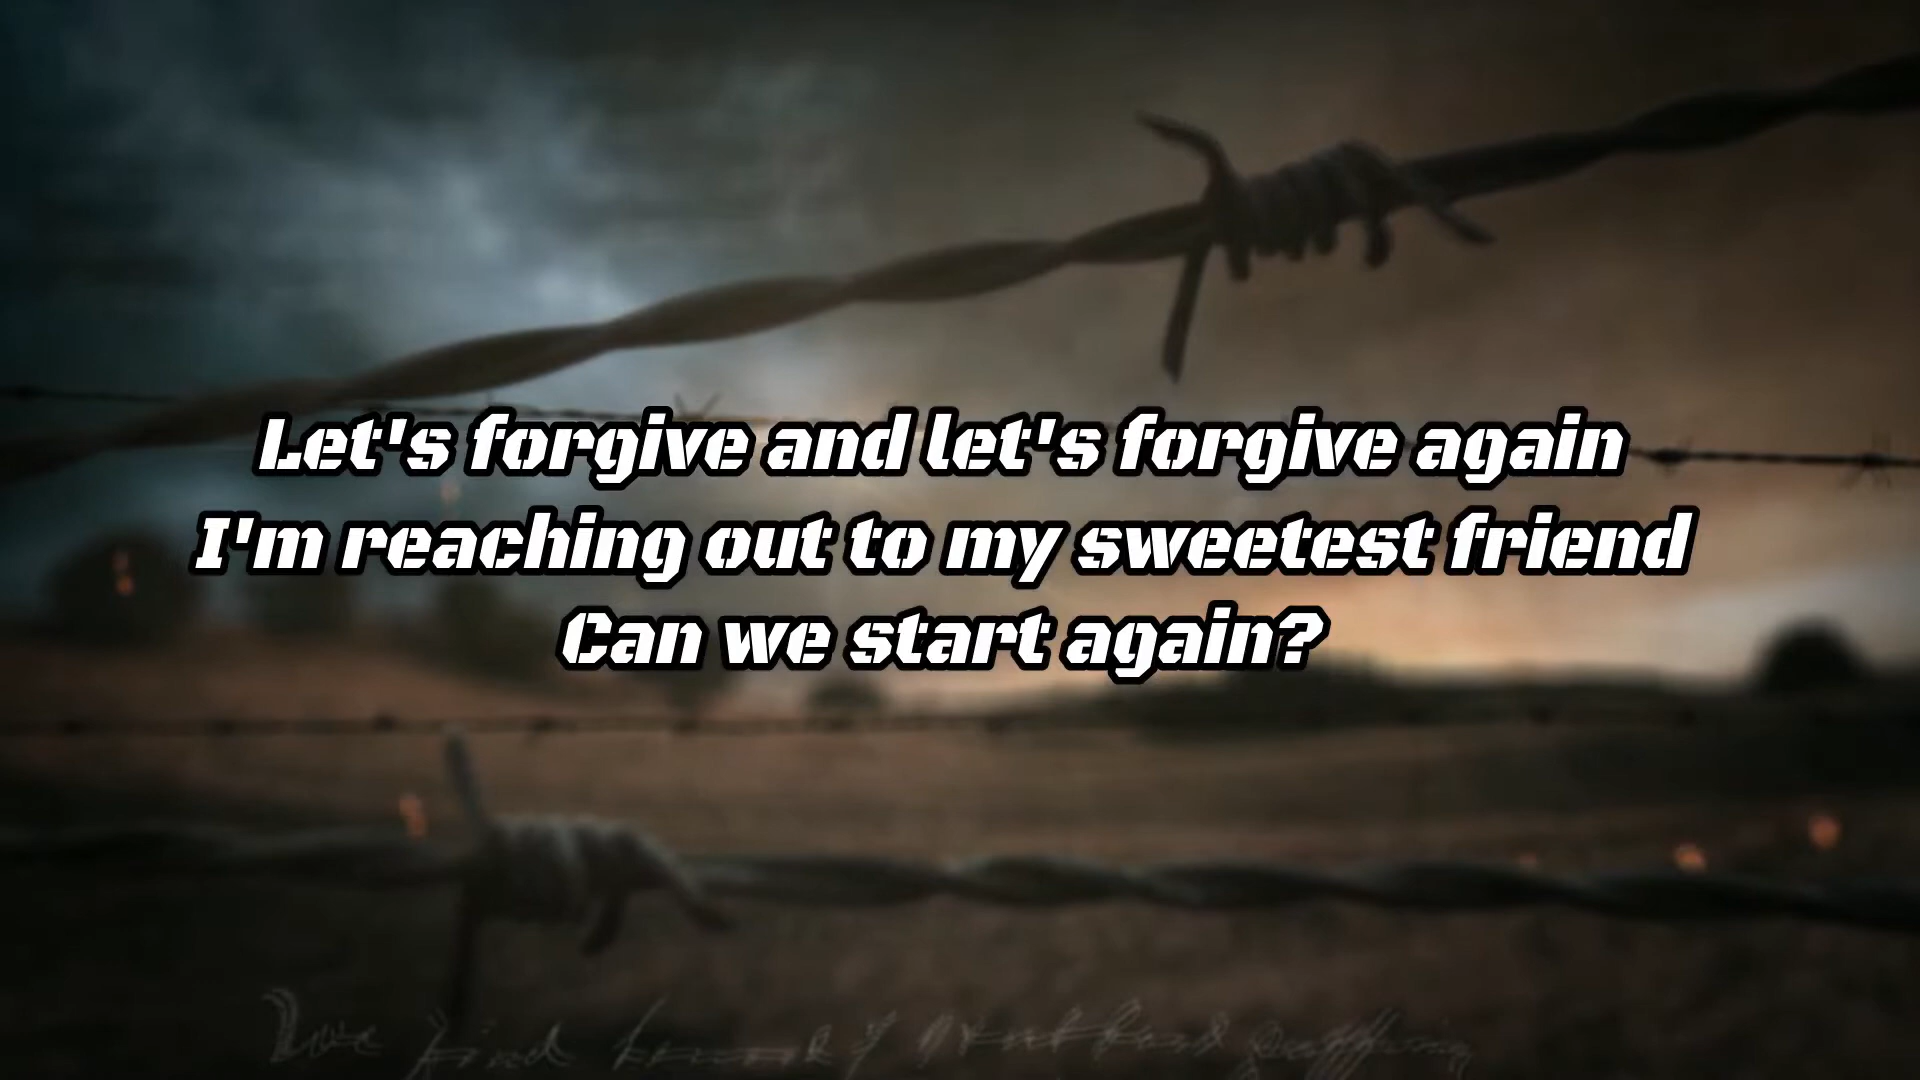 Let's forgive and let's forgive again
I'm reaching out to my sweetest friend
Can we start again?